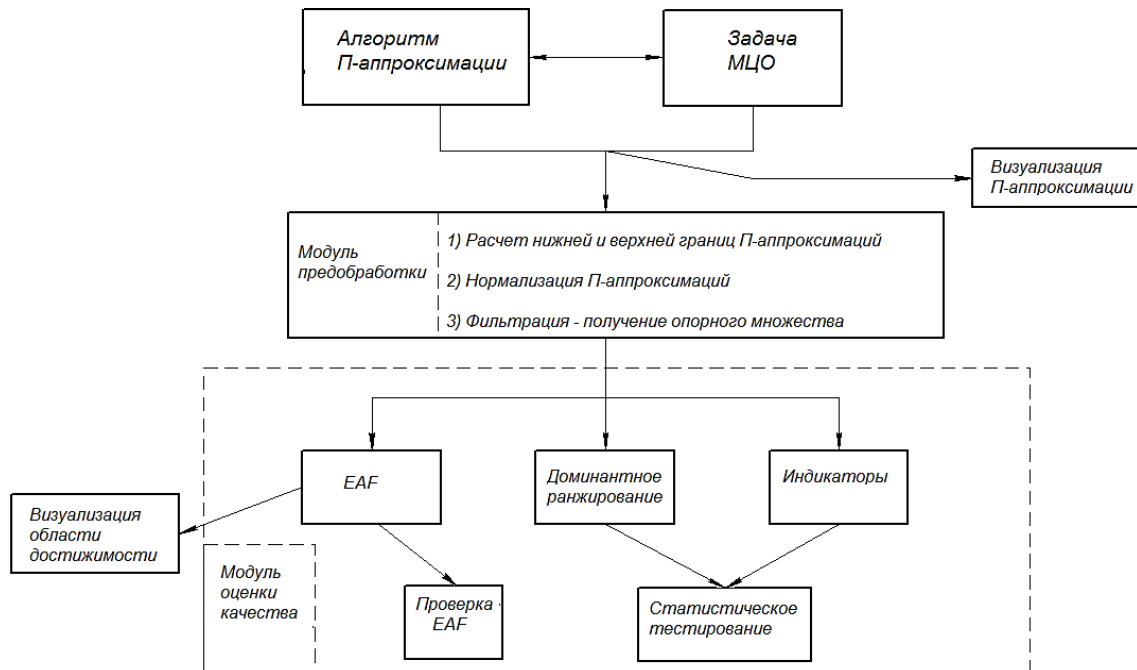 Алгоритм
П-аппроксимации
Задача
МЦО
Визуализация
П-аппроксимации
Модуль
предобработки
1) Расчет нижней и верхней границ П-аппроксимаций
2) Нормализация П-аппроксимаций
3) Фильтрация - получение опорного множества
EAF
Доминантное
ранжирование
Индикаторы
Визуализация
области
достижимости
Модуль
оценки
качества
Проверка
EAF
Статистическое
тестирование